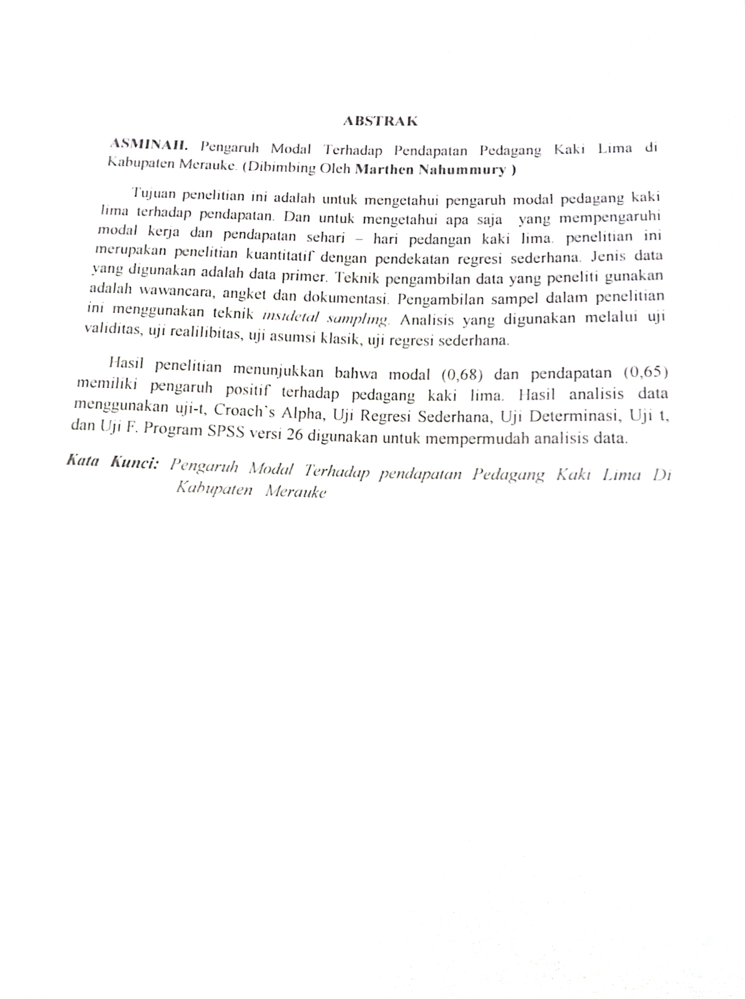 ABSTRAK
ASMINAH. Pengaruh Modal Terhadap Pendapatan Pedagang Kaki Lima di
Kabupaten Merauke. (Dibimbing Oleh Marthen Nahummury )
Tujuan penelitian ini adalah untuk mengetahui pengaruh modal pedagang kaki
lima terhadap pendapatan. Dan untuk mengetahui apa saja yang mempengaruhi
modal kerja dan pendapatan sehari – hari pedangan kaki lima. penelitian ini
merupakan penelitian kuantitatif dengan pendekatan regresi sederhana. Jenis data
yang digunakan adalah data primer. Teknik pengambilan data yang peneliti gunakan
adalah wawancara, angket dan dokumentasi. Pengambilan sampel dalam penelitian
ini menggunakan teknik insidetal sampling. Analisis yang digunakan melalui uji
validitas, uji realilibitas, uji asumsi klasik, uji regresi sederhana.
Hasil penelitian menunjukkan bahwa modal (0,68) dan pendapatan (0,65)
memiliki pengaruh positif terhadap pedagang kaki lima. Hasil analisis data
menggunakan uji-t, Croach`s Alpha, Uji Regresi Sederhana, Uji Determinasi, Uji t,
dan Uji F. Program SPSS versi 26 digunakan untuk mempermudah analisis data.
Kata Kunci: Pengaruh Modal Terhadap pendapatan Pedagang Kaki Lima Di
Kabupaten Merauke